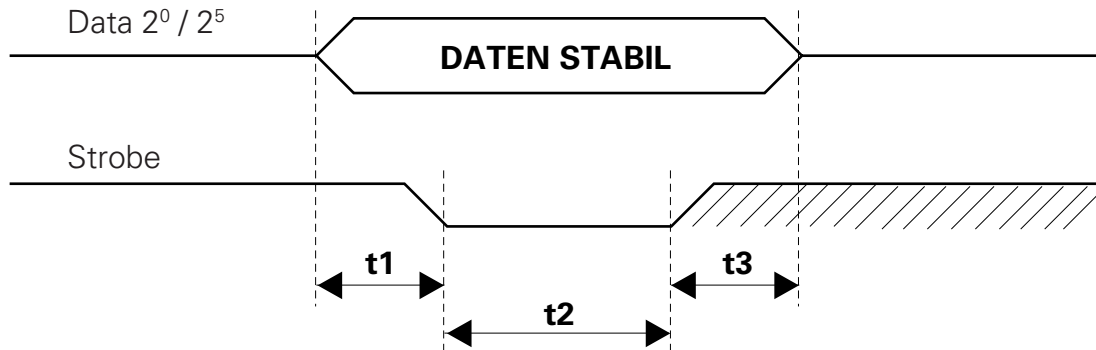 Data 2⁰ / 2⁵
DATEN STABIL
Strobe
t1
t3
t2